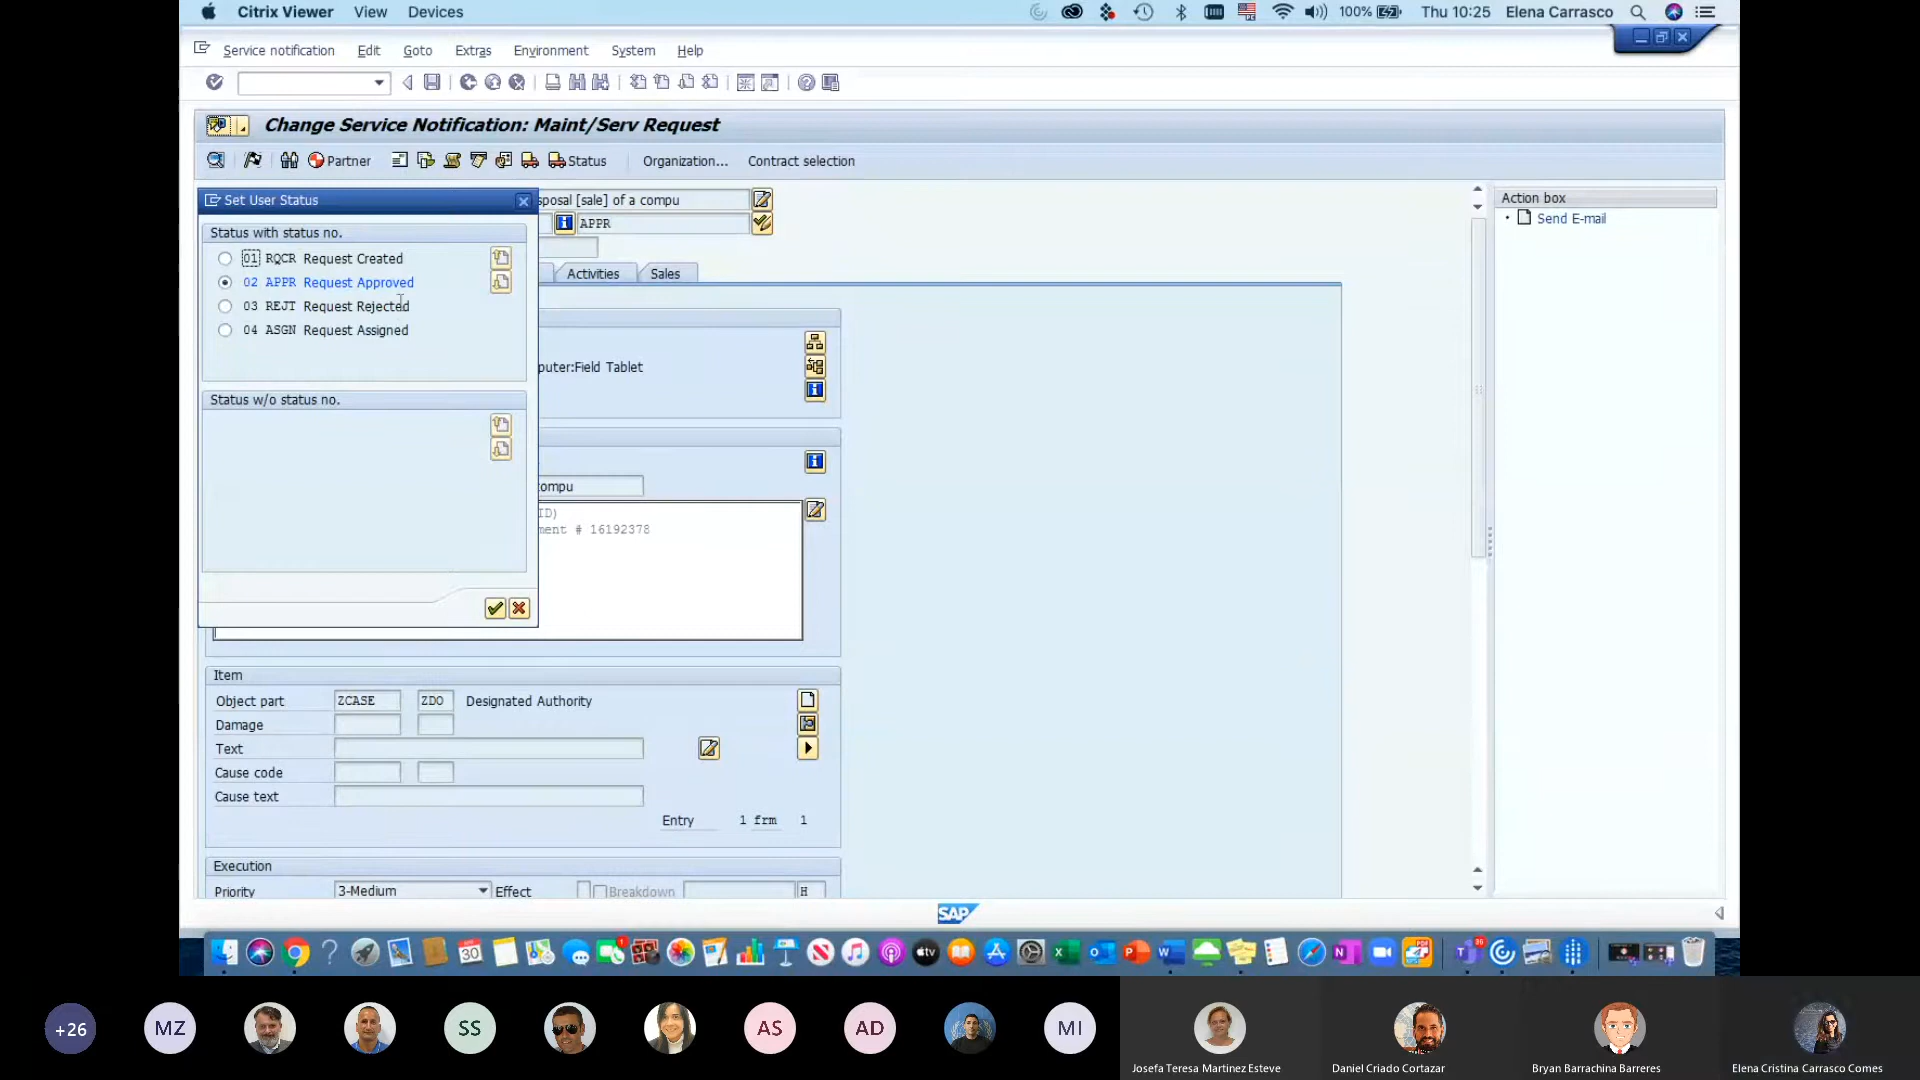 Citrix Viewer View Devices
100% Thu 10:25 Elena Carrasco
Service notification Edit Goto Extras Environment System Help
Change Service Notification: Maint/Serv Request
Partner Status Organization... Contract selection
Set User Status
sposal [sale] of a compu
APPR
Status with status no.
01 RQCR Request Created
02 APPR Request Approved
03 REJT Request Rejected
04 ASGN Request Assigned
Status w/o status no.
Activities Sales
puter:Field Tablet
compu
ID)
ment # 16192378
Item
Object part ZCASE ZDO Designated Authority
Damage
Text
Cause code
Cause text
Entry 1 frm 1
Execution
Priority 3-Medium Effect Breakdown H
Action box
Send E-mail
SAP
30
tv
+26
MZ
SS
AS
AD
MI
Josefa Teresa Martinez Esteve
Daniel Criado Cortazar
Bryan Barrachina Barreres
Elena Cristina Carrasco Comes